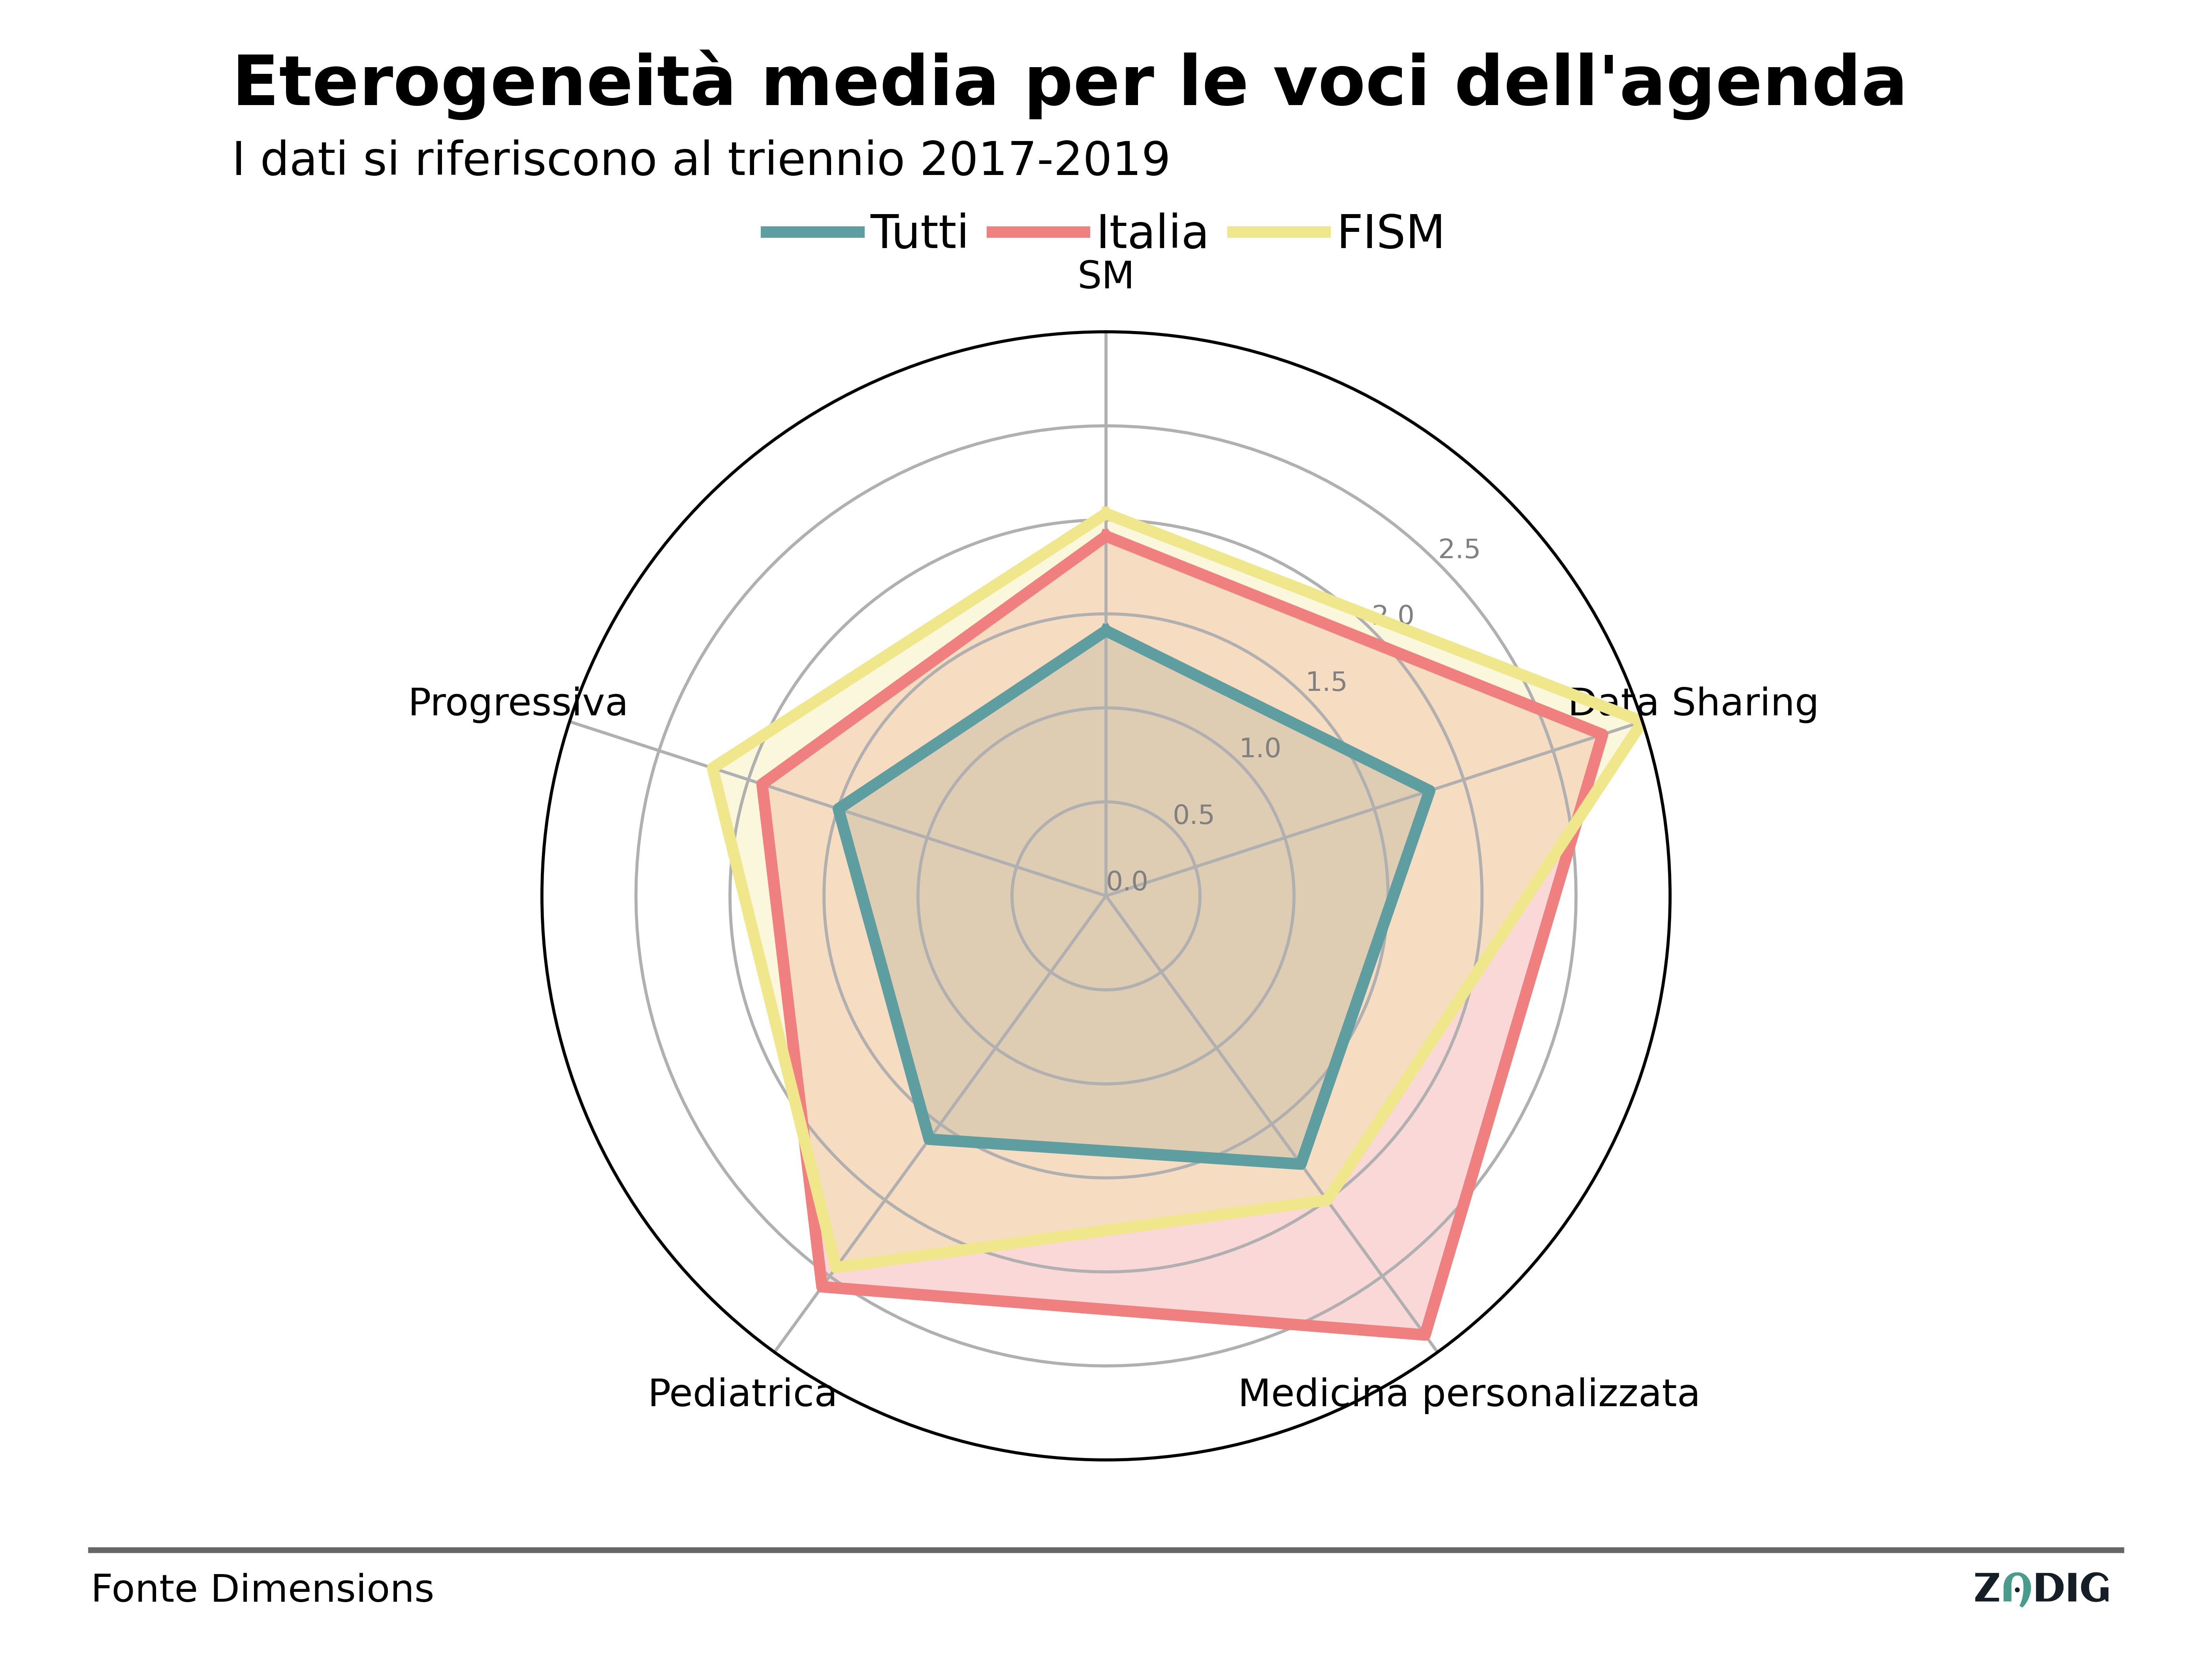 Eterogeneità media per le voci dell'agenda
I dati si riferiscono al triennio 2017-2019
Tutti Italia FISM
SM
2.5
2.0
1.5
1.0
0.5
0.0
Progressiva
Data Sharing
Pediatrica
Medicina personalizzata
Fonte Dimensions
ZADIG